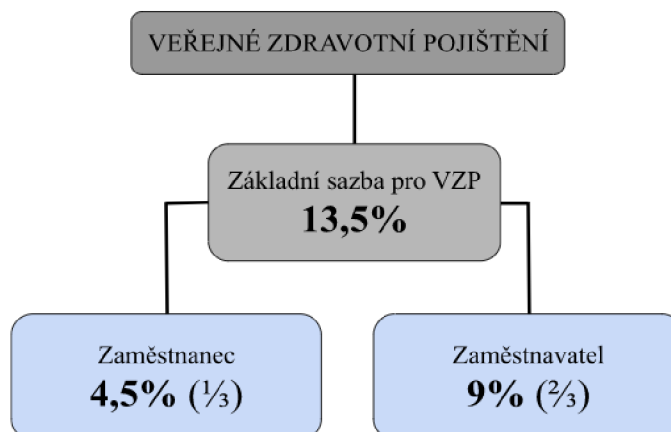 VEŘEJNÉ ZDRAVOTNÍ POJIŠTĚNÍ
Základní sazba pro VZP
13,5%
Zaměstnanec
4,5% (⅓)
Zaměstnavatel
9% (⅔)